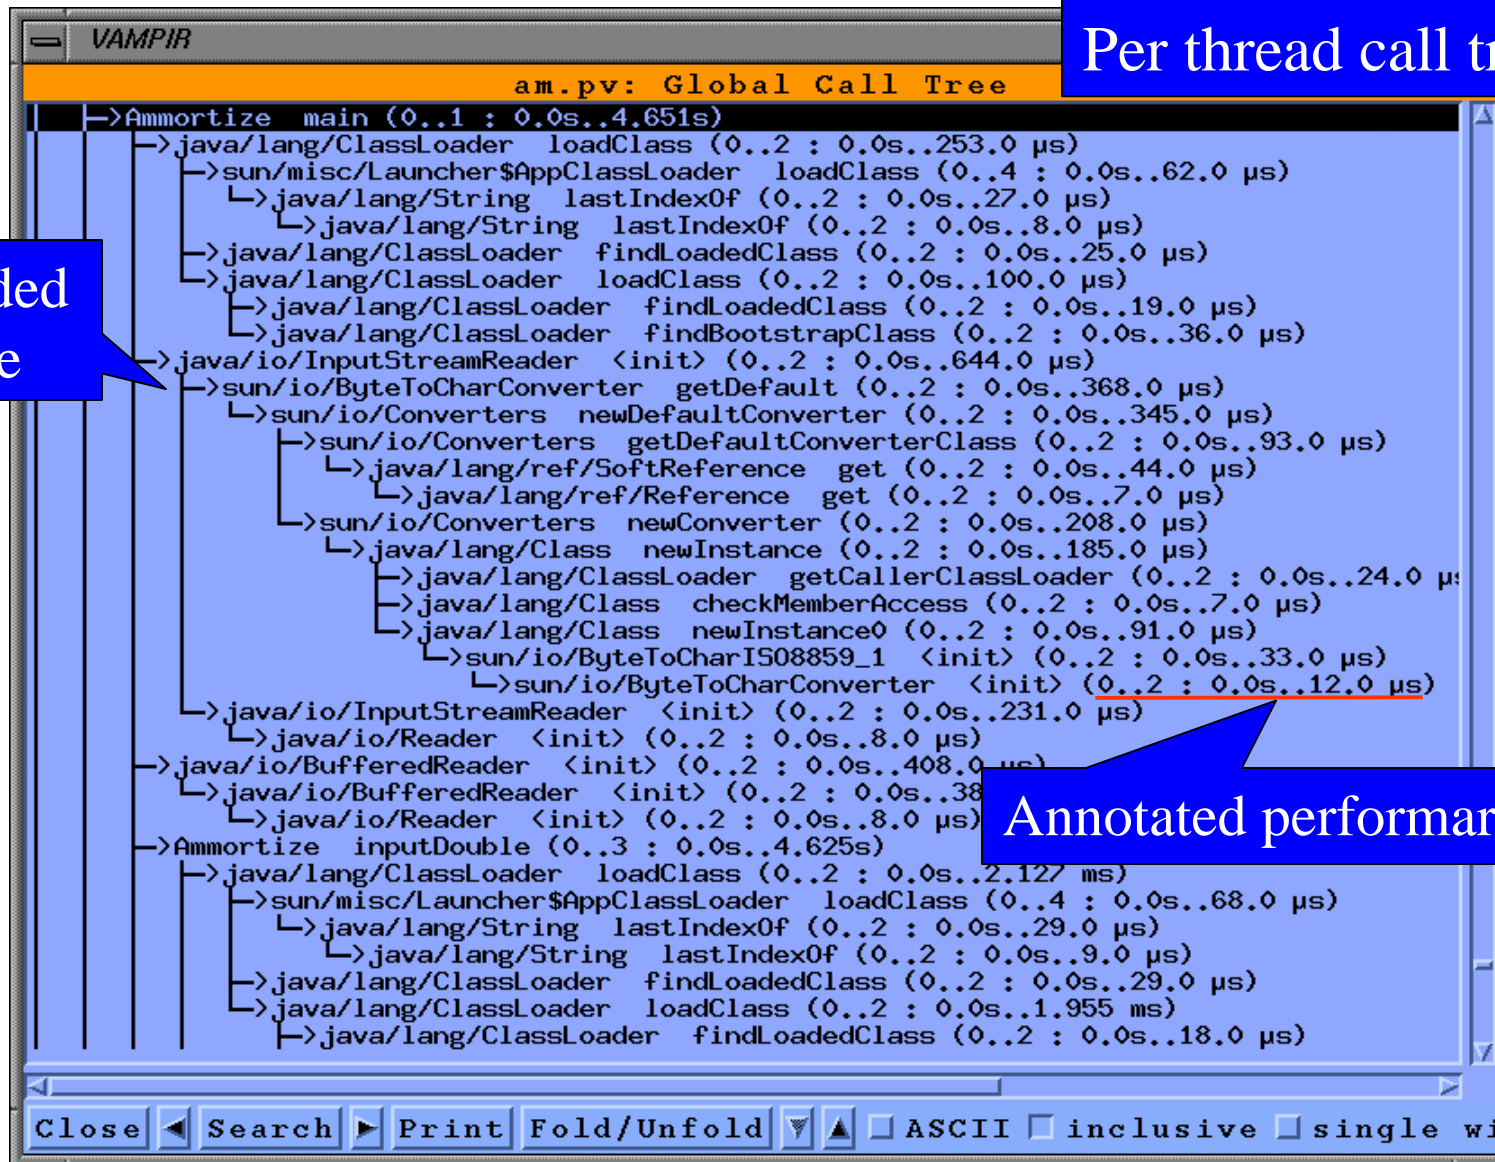 VAMPIR
Per thread call
am.pv: Global Call Tree
->Ammortize main (0..1 : 0.0s..4.651s)
->java/lang/ClassLoader loadClass (0..2 : 0.0s..253.0 µs)
->sun/misc/Launcher$AppClassLoader loadClass (0..4 : 0.0s..62.0 µs)
->java/lang/String lastIndexOf (0..2 : 0.0s..27.0 µs)
->java/lang/String lastIndexOf (0..2 : 0.0s..8.0 µs)
->java/lang/ClassLoader findLoadedClass (0..2 : 0.0s..25.0 µs)
->java/lang/ClassLoader loadClass (0..2 : 0.0s..100.0 µs)
->java/lang/ClassLoader findLoadedClass (0..2 : 0.0s..19.0 µs)
->java/lang/ClassLoader findBootstrapClass (0..2 : 0.0s..36.0 µs)
->java/io/InputStreamReader <init> (0..2 : 0.0s..644.0 µs)
->sun/io/ByteToCharConverter getDefault (0..2 : 0.0s..368.0 µs)
->sun/io/Converters newDefaultConverter (0..2 : 0.0s..345.0 µs)
->sun/io/Converters getDefaultConverterClass (0..2 : 0.0s..93.0 µs)
->java/lang/ref/SoftReference get (0..2 : 0.0s..44.0 µs)
->java/lang/ref/Reference get (0..2 : 0.0s..7.0 µs)
->sun/io/Converters newConverter (0..2 : 0.0s..208.0 µs)
->java/lang/Class newInstance (0..2 : 0.0s..185.0 µs)
->java/lang/ClassLoader getCallerClassLoader (0..2 : 0.0s..24.0 µs
->java/lang/Class checkMemberAccess (0..2 : 0.0s..7.0 µs)
->java/lang/Class newInstance0 (0..2 : 0.0s..91.0 µs)
->sun/io/ByteToCharISO8859_1 <init> (0..2 : 0.0s..33.0 µs)
->sun/io/ByteToCharConverter <init> (0..2 : 0.0s..12.0 µs)
->java/io/InputStreamReader <init> (0..2 : 0.0s..231.0 µs)
->java/io/Reader <init> (0..2 : 0.0s..8.0 µs)
->java/io/BufferedReader <init> (0..2 : 0.0s..408.0 µs)
->java/io/BufferedReader <init> (0..2 : 0.0s..38
->java/io/Reader <init> (0..2 : 0.0s..8.0 µs)
Annotated
->Ammortize inputDouble (0..3 : 0.0s..4.625s)
->java/lang/ClassLoader loadClass (0..2 : 0.0s..2.127 ms)
->sun/misc/Launcher$AppClassLoader loadClass (0..4 : 0.0s..68.0 µs)
->java/lang/String lastIndexOf (0..2 : 0.0s..29.0 µs)
->java/lang/String lastIndexOf (0..2 : 0.0s..9.0 µs)
->java/lang/ClassLoader findLoadedClass (0..2 : 0.0s..29.0 µs)
->java/lang/ClassLoader loadClass (0..2 : 0.0s..1.955 ms)
->java/lang/ClassLoader findLoadedClass (0..2 : 0.0s..18.0 µs)
Close Search Print Fold/Unfold ASCII inclusive single